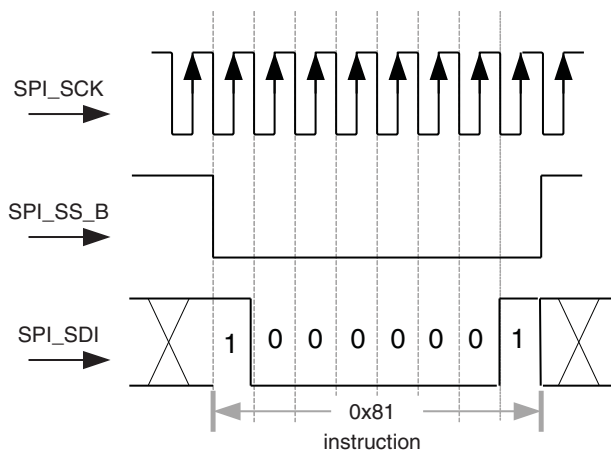 SPI_SCK
SPI_SS_B
SPI_SDI
1 0 0 0 0 0 0 1
0x81
instruction